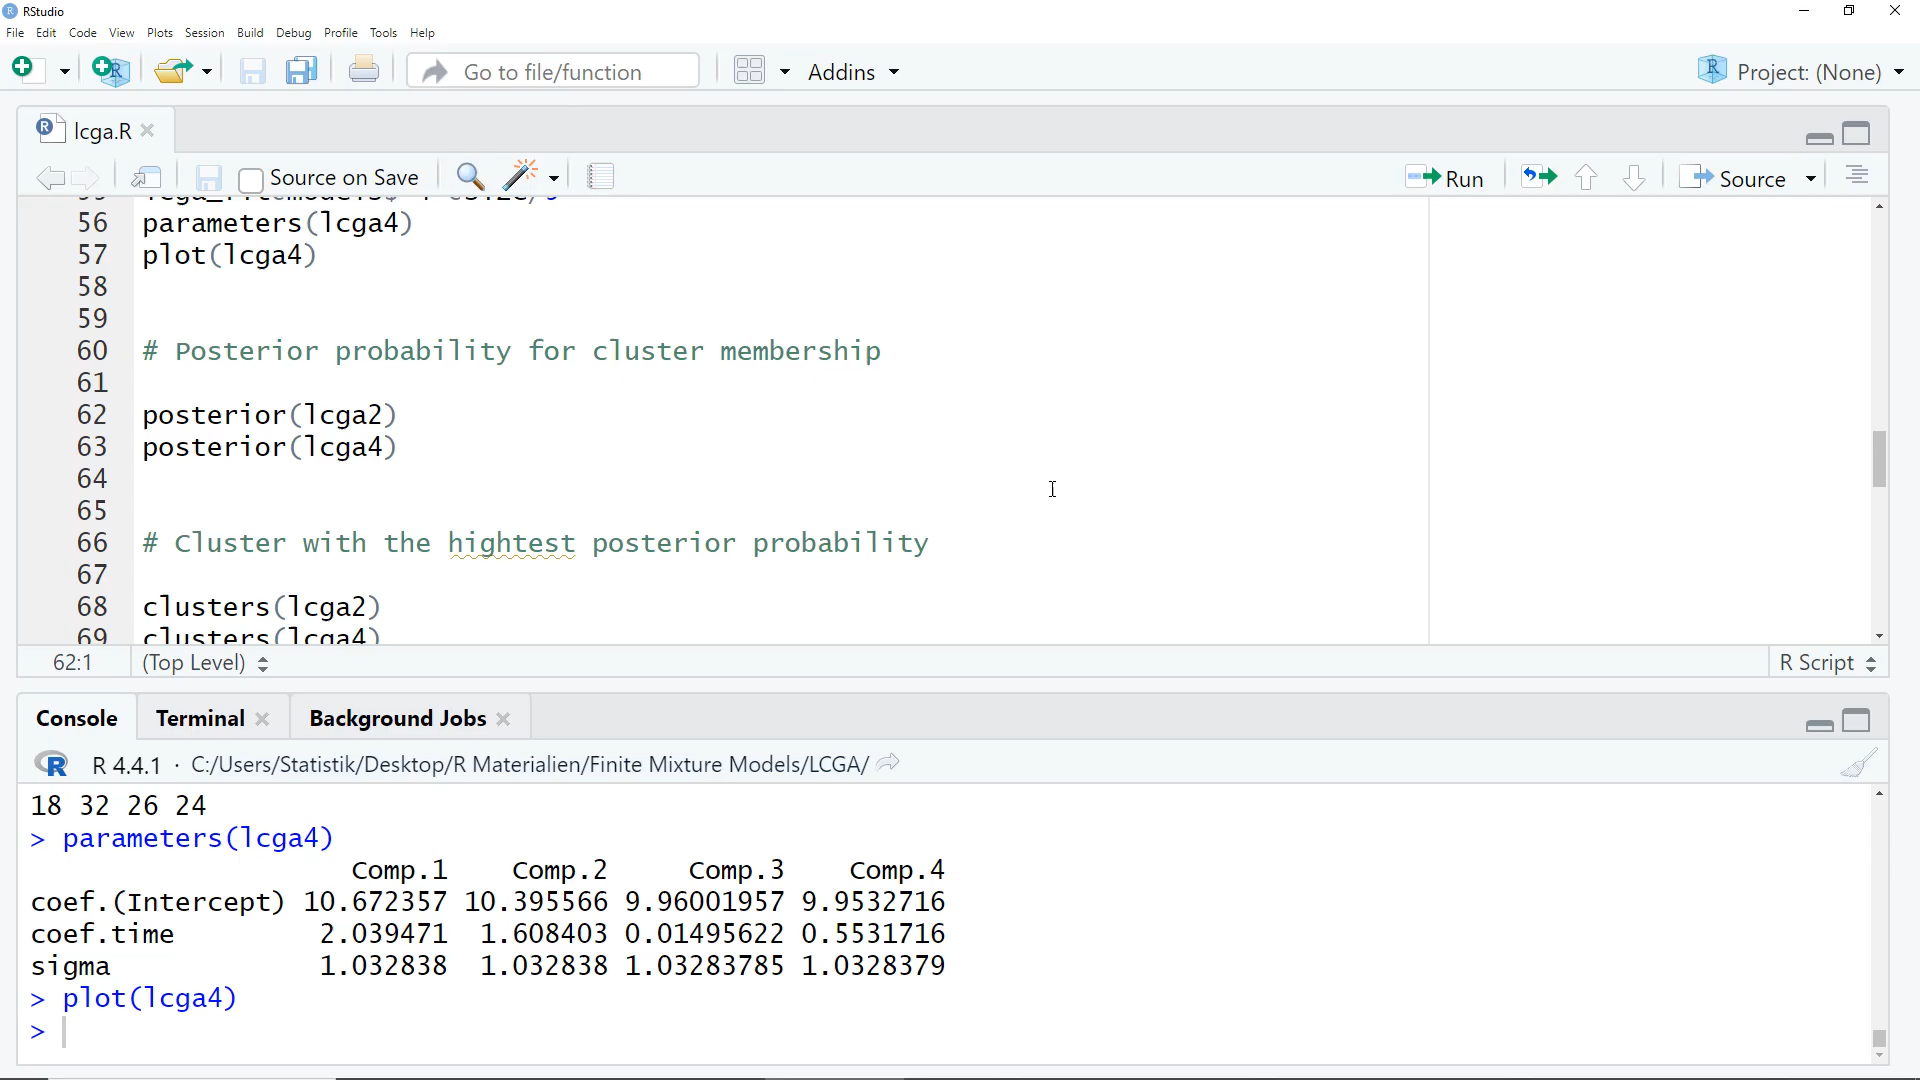 RStudio
File Edit Code View Plots Session Build Debug Profile Tools Help
Go to file/function Addins Project: (None)
lcga.R
Source on Save Run Source
56 parameters(lcga4)
57 plot(lcga4)
58
59
60 # Posterior probability for cluster membership
61
62 posterior(lcga2)
63 posterior(lcga4)
64
65
66 # Cluster with the hightest posterior probability
67
68 clusters(lcga2)
69 clusters(lcga4)
62:1 (Top Level) R Script
Console Terminal Background Jobs
R 4.4.1 · C:/Users/Statistik/Desktop/R Materialien/Finite Mixture Models/LCGA/
18 32 26 24
> parameters(lcga4)
Comp.1 Comp.2 Comp.3 Comp.4
coef.(Intercept) 10.672357 10.395566 9.96001957 9.9532716
coef.time 2.039471 1.608403 0.01495622 0.5531716
sigma 1.032838 1.032838 1.03283785 1.0328379
> plot(lcga4)
>